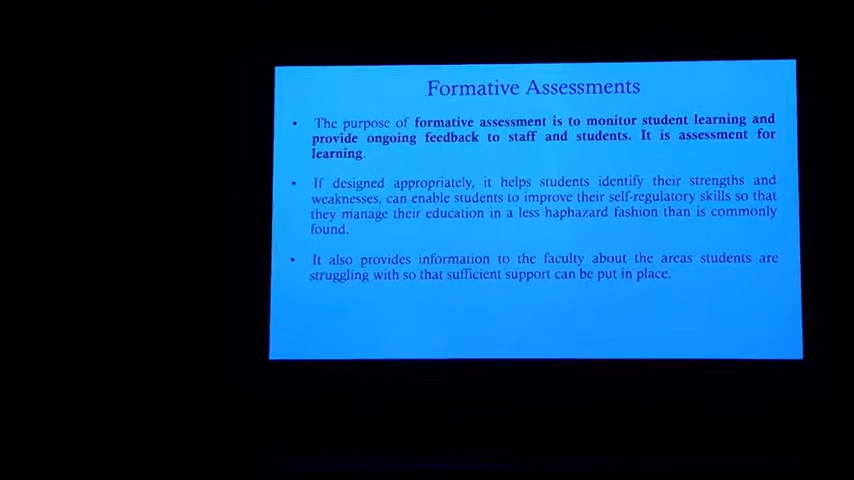 Formative Assessments
• The purpose of formative assessment is to monitor student learning and
provide ongoing feedback to staff and students. It is assessment for
learning.
• If designed appropriately, it helps students identify their strengths and
weaknesses, can enable students to improve their self-regulatory skills so that
they manage their education in a less haphazard fashion than is commonly
found.
• It also provides information to the faculty about the areas students are
struggling with so that sufficient support can be put in place.